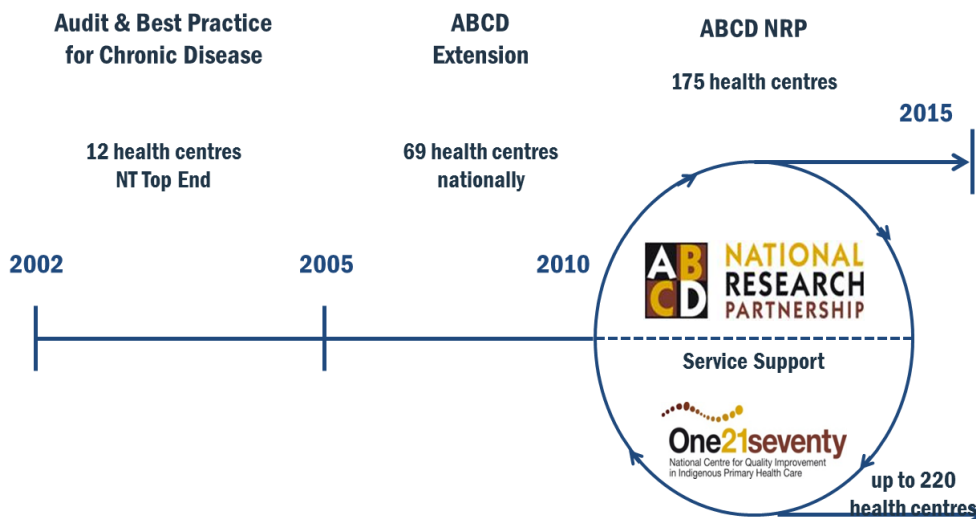 Audit & Best Practice
for Chronic Disease
ABCD
Extension
ABCD NRP
175 health centres
12 health centres
NT Top End
69 health centres
nationally
2015
2002
2005
2010
AB
CD
NATIONAL
RESEARCH
PARTNERSHIP
Service Support
One21seventy
National Centre for Quality Improvement
in Indigenous Primary Health Care
up to 220
health centres